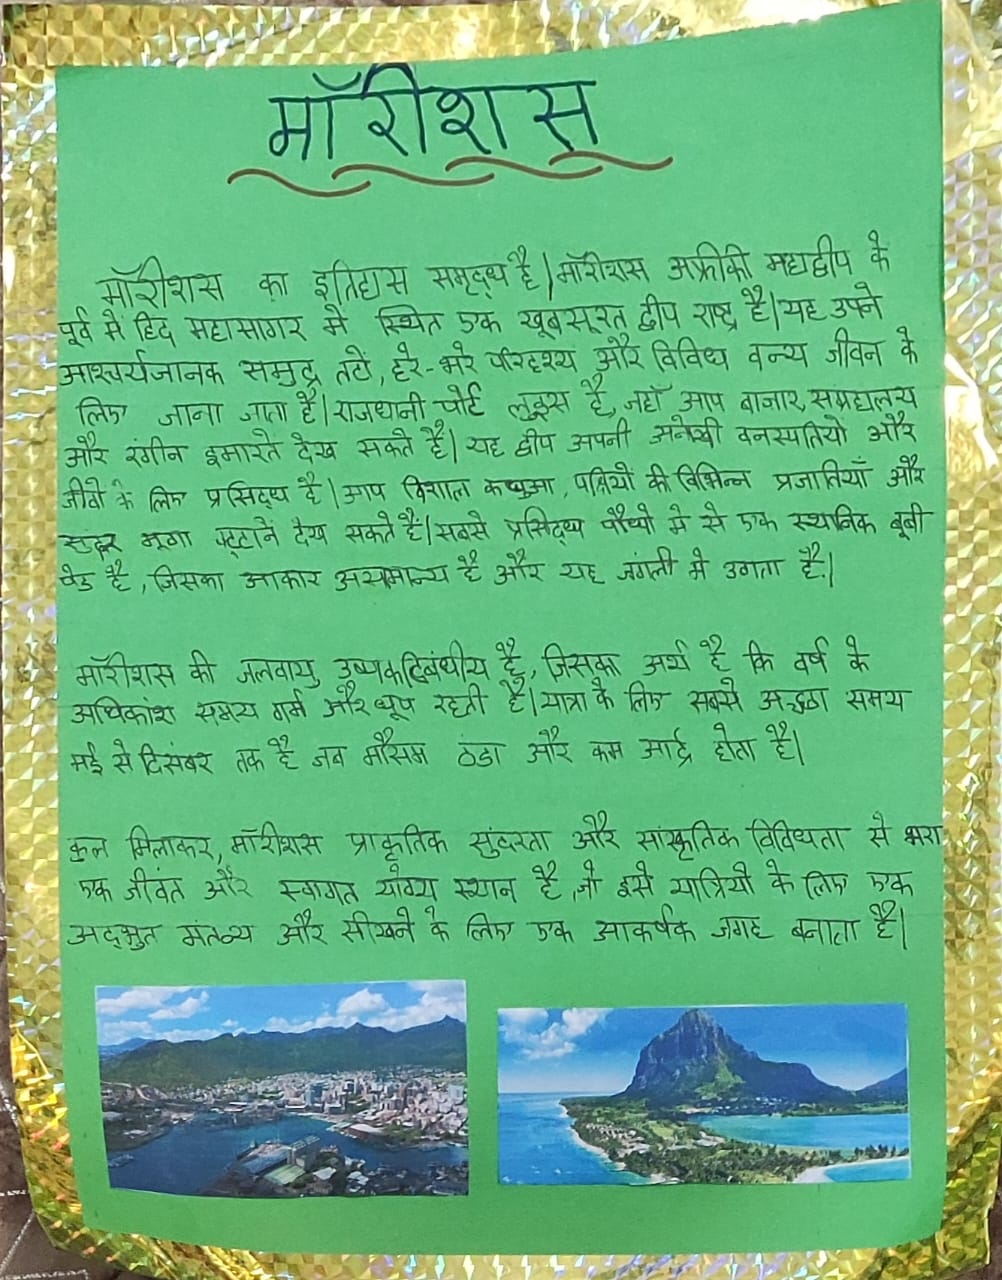 मॉरीशस
मॉरीशस का इतिहास समृद्ध है|मॉरीशस अफ्रीकी महाद्वीप के
पूर्व में हिंद महासागर में स्थित एक खूबसूरत द्वीप राष्ट्र है|यह अपने
आश्चर्यजानक समुद्र तटो, हरे-भरे परिदृश्य और विविध वन्य जीवन के
लिए जाना जाता है|राजधानी पोर्ट लुइस है, जहाँ आप बाजार, संग्रहालय
और रंगीन इमारते देख सकते है| यह द्वीप अपनी अनोखी वनस्पतियो और
जीवो के लिए प्रसिद्ध है|आप विशाल कछुआ, पक्षियों की विभिन्न प्रजातियाँ और
मूंगा चट्टाने देख सकते है|सबसे प्रसिद्ध पौधो मे से एक स्थानिक बूबी
पेड है, जिसका आकार असामान्य है और यह जंगली मे उगता है.|
मॉरीशस की जलवायु उष्णकटिबंधीय है, जिसका अर्थ है कि वर्ष के
अधिकांश समय गर्म और धूप रहती है|यात्रा के लिए सबसे अच्छा समय
मई से दिसंबर तक है जब मौसम ठंडा और कम आर्द्र होता है|
कुल मिलाकर, मॉरीशस प्राकृतिक सुंदरता और सांस्कृतिक विविधता से भरा
एक जीवंत और स्वागत योग्य स्थान है, जो इसे यात्रियो के लिए एक
अद्भुत गंतव्य और सीखने के लिए एक आकर्षक जगह बनाता है|